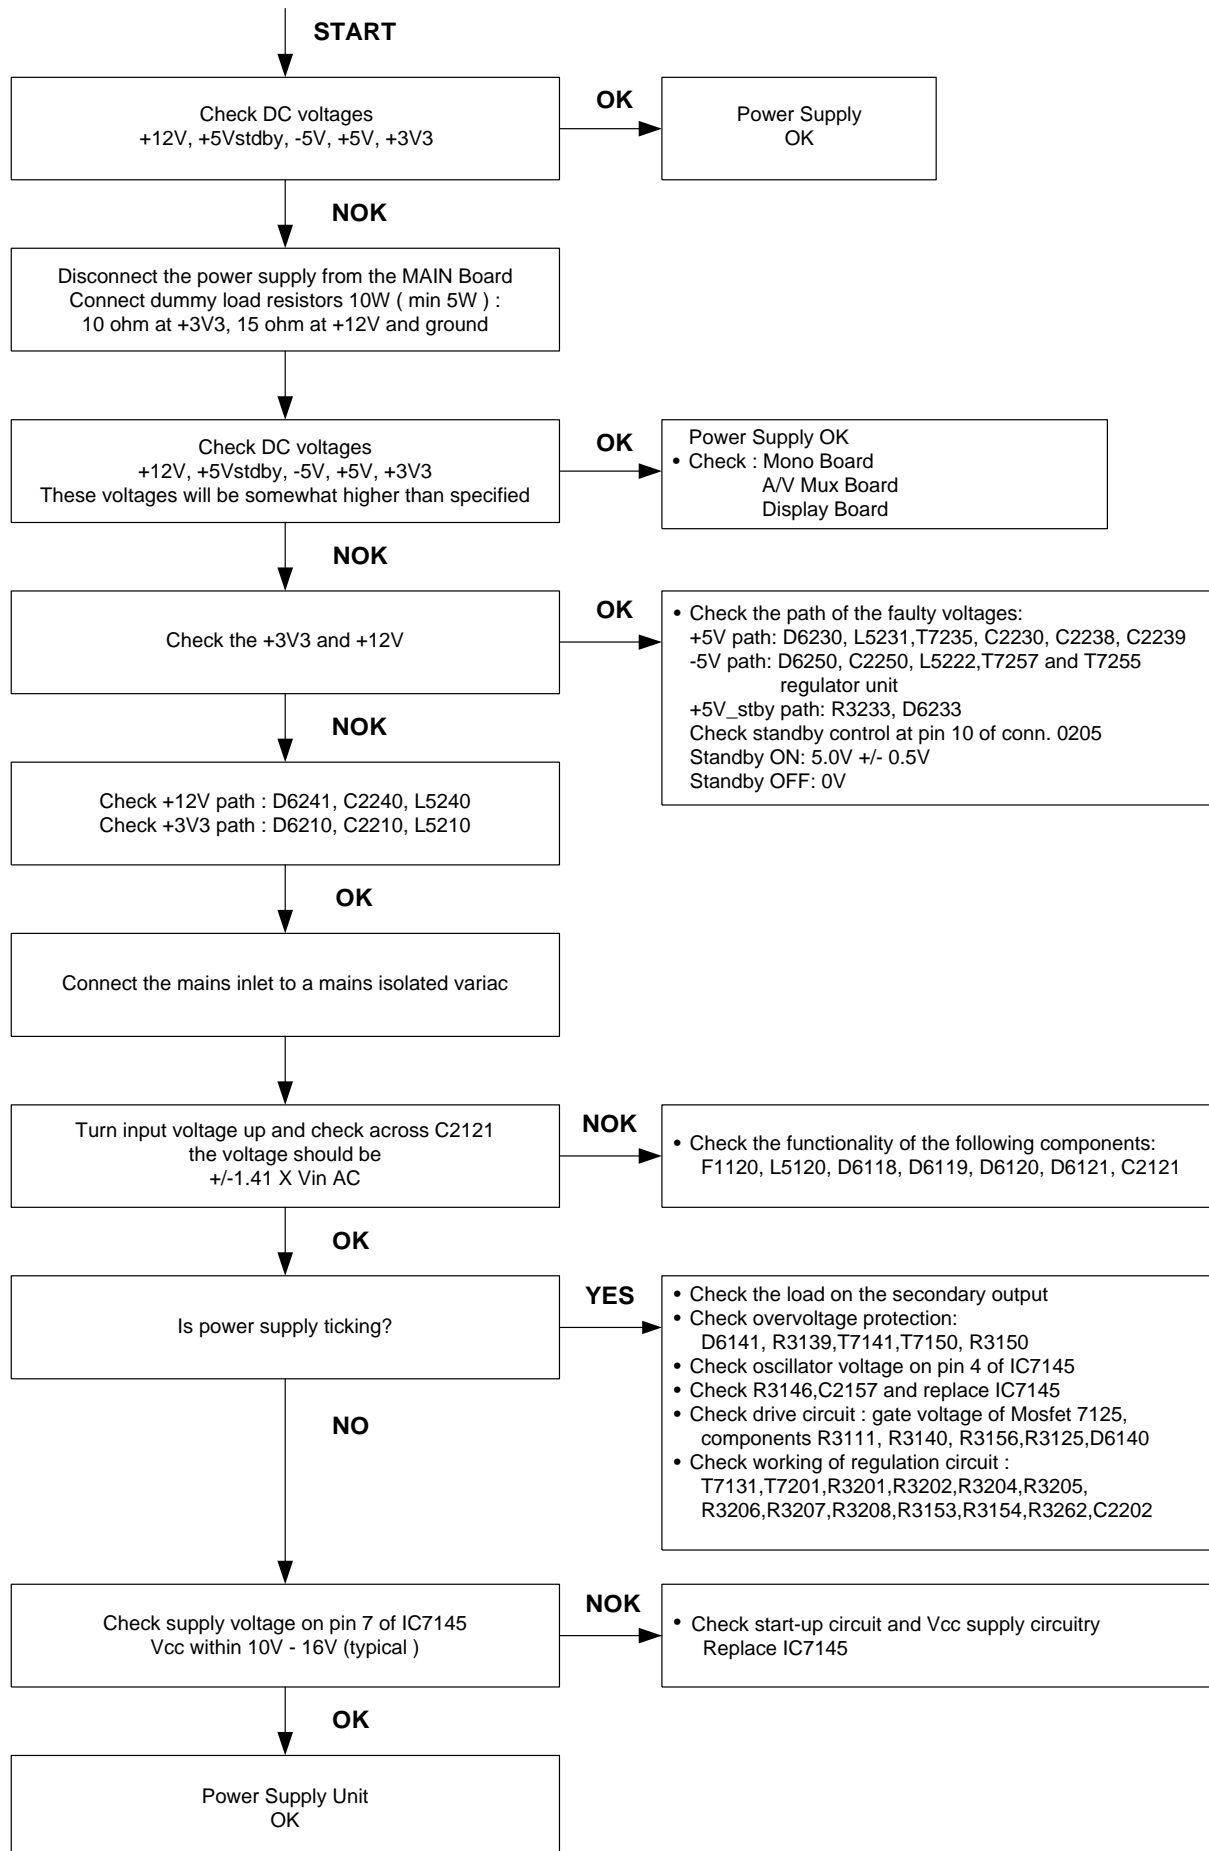 START
Check DC voltages
+12V, +5Vstdby, -5V, +5V, +3V3
OK
Power Supply
OK
NOK
Disconnect the power supply from the MAIN Board
Connect dummy load resistors 10W ( min 5W ) :
10 ohm at +3V3, 15 ohm at +12V and ground
Check DC voltages
+12V, +5Vstdby, -5V, +5V, +3V3
These voltages will be somewhat higher than specified
OK
Power Supply OK
• Check : Mono Board
A/V Mux Board
Display Board
NOK
Check the +3V3 and +12V
OK
• Check the path of the faulty voltages:
+5V path: D6230, L5231,T7235, C2230, C2238, C2239
-5V path: D6250, C2250, L5222,T7257 and T7255
regulator unit
+5V_stby path: R3233, D6233
Check standby control at pin 10 of conn. 0205
Standby ON: 5.0V +/- 0.5V
Standby OFF: 0V
NOK
Check +12V path : D6241, C2240, L5240
Check +3V3 path : D6210, C2210, L5210
OK
Connect the mains inlet to a mains isolated variac
Turn input voltage up and check across C2121
the voltage should be
+/-1.41 X Vin AC
NOK
• Check the functionality of the following components:
F1120, L5120, D6118, D6119, D6120, D6121, C2121
OK
Is power supply ticking?
YES
• Check the load on the secondary output
• Check overvoltage protection:
D6141, R3139,T7141,T7150, R3150
• Check oscillator voltage on pin 4 of IC7145
• Check R3146,C2157 and replace IC7145
• Check drive circuit : gate voltage of Mosfet 7125,
components R3111, R3140, R3156,R3125,D6140
• Check working of regulation circuit :
T7131,T7201,R3201,R3202,R3204,R3205,
R3206,R3207,R3208,R3153,R3154,R3262,C2202
NO
Check supply voltage on pin 7 of IC7145
Vcc within 10V - 16V (typical )
NOK
• Check start-up circuit and Vcc supply circuitry
Replace IC7145
OK
Power Supply Unit
OK